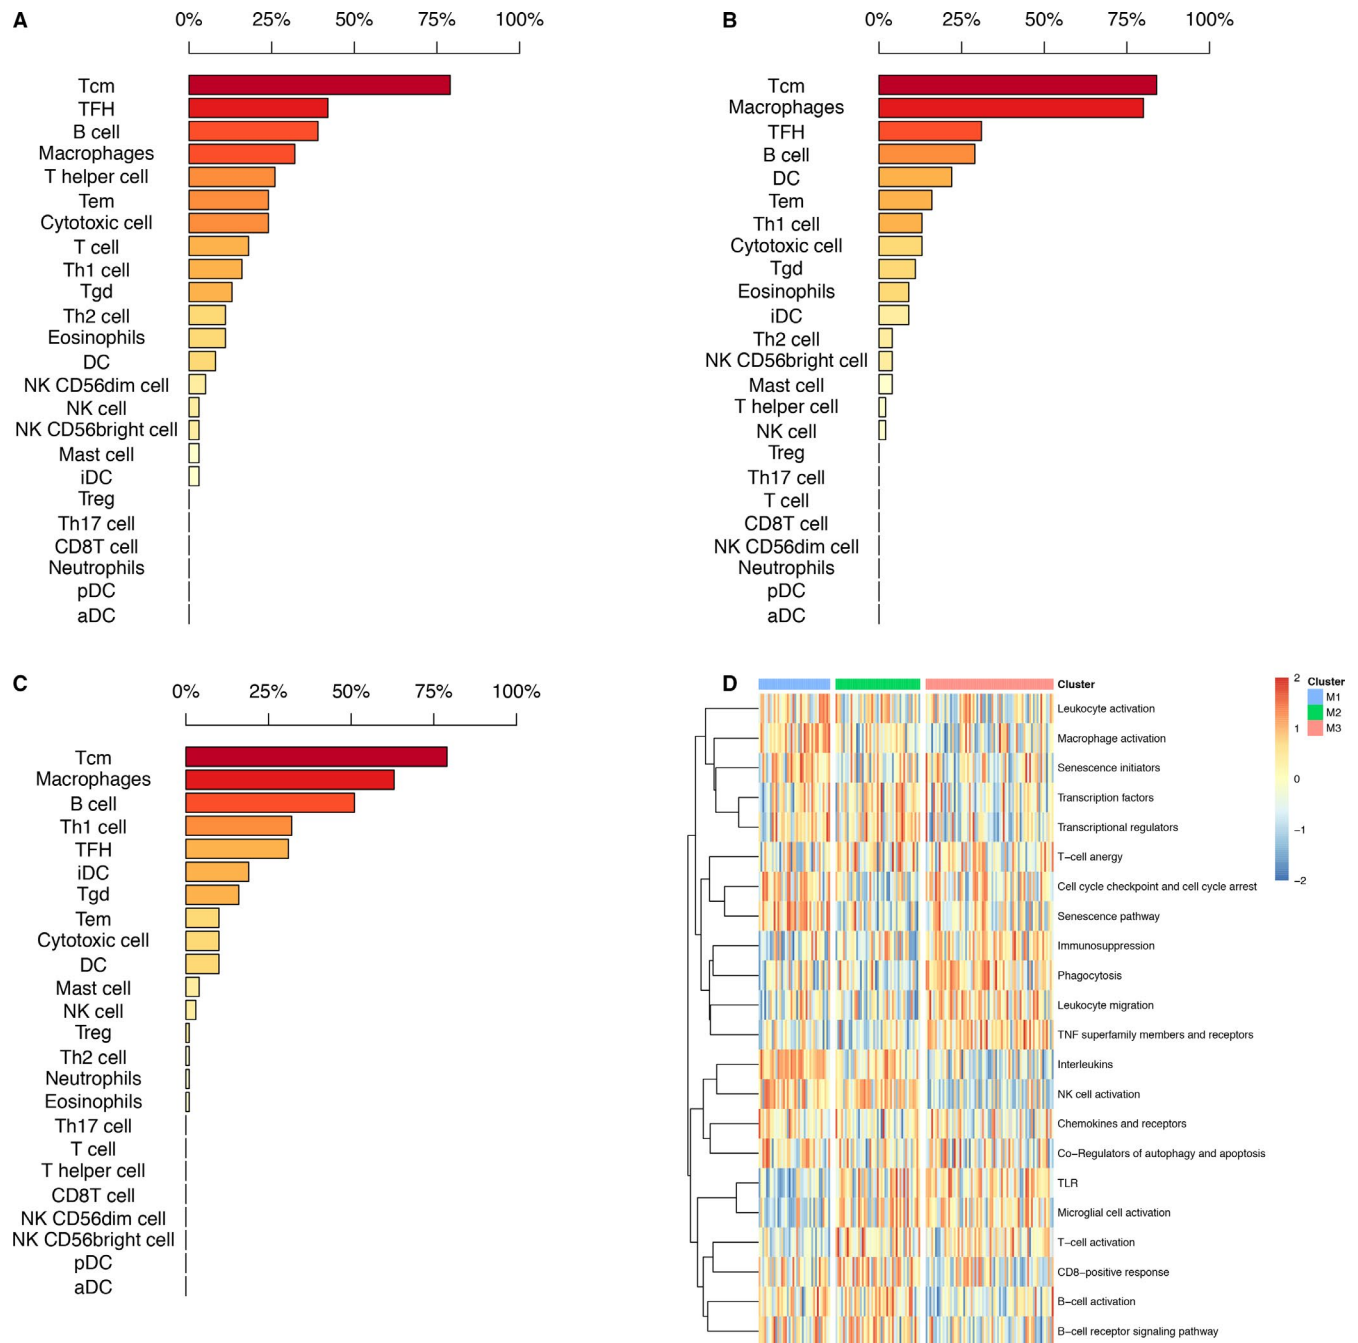 A
0% 25% 50% 75% 100%
Tcm
TFH
B cell
Macrophages
T helper cell
Tem
Cytotoxic cell
T cell
Th1 cell
Tgd
Th2 cell
Eosinophils
DC
NK CD56dim cell
NK cell
NK CD56bright cell
Mast cell
iDC
Treg
Th17 cell
CD8T cell
Neutrophils
pDC
aDC
B
0% 25% 50% 75% 100%
Tcm
Macrophages
TFH
B cell
DC
Tem
Th1 cell
Cytotoxic cell
Tgd
Eosinophils
iDC
Th2 cell
NK CD56bright cell
Mast cell
T helper cell
NK cell
Treg
Th17 cell
T cell
CD8T cell
NK CD56dim cell
Neutrophils
pDC
aDC
C
0% 25% 50% 75% 100%
Tcm
Macrophages
B cell
Th1 cell
TFH
iDC
Tgd
Tem
Cytotoxic cell
DC
Mast cell
NK cell
Treg
Th2 cell
Neutrophils
Eosinophils
Th17 cell
T cell
T helper cell
CD8T cell
NK CD56dim cell
NK CD56bright cell
pDC
aDC
D
Cluster
Leukocyte activation
Macrophage activation
Senescence initiators
Transcription factors
Transcriptional regulators
T−cell anergy
Cell cycle checkpoint and cell cycle arrest
Senescence pathway
Immunosuppression
Phagocytosis
Leukocyte migration
TNF superfamily members and receptors
Interleukins
NK cell activation
Chemokines and receptors
Co−Regulators of autophagy and apoptosis
TLR
Microglial cell activation
T−cell activation
CD8−positive response
B−cell activation
B−cell receptor signaling pathway
2
1
0
−1
−2
Cluster
M1
M2
M3